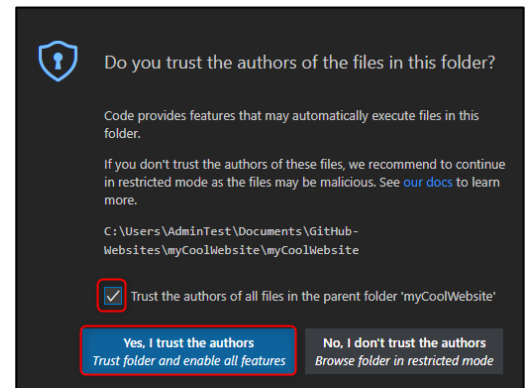 Do you trust the authors of the files in this folder?
Code provides features that may automatically execute files in this
folder.
If you don't trust the authors of these files, we recommend to continue
in restricted mode as the files may be malicious. See our docs to learn
more.
C:\Users\AdminTest\Documents\GitHub-
Websites\myCoolWebsite\myCoolWebsite
Trust the authors of all files in the parent folder 'myCoolWebsite'
Yes, I trust the authors
Trust folder and enable all features
No, I don't trust the authors
Browse folder in restricted mode